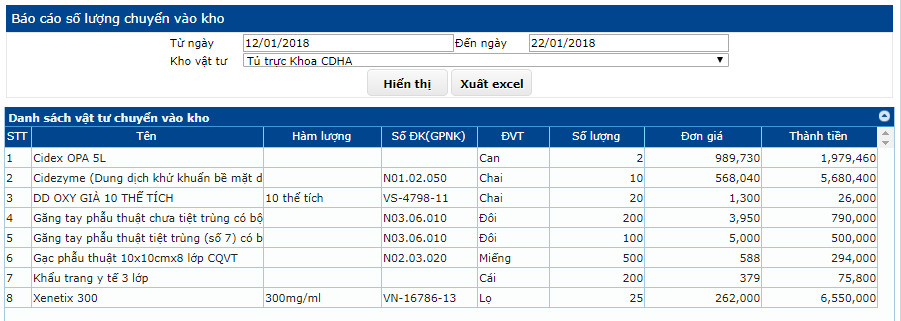 Báo cáo số lượng chuyển vào kho
Từ ngày 12/01/2018 Đến ngày 22/01/2018
Kho vật tư Tủ trực Khoa CDHA
Hiển thị Xuất excel
Danh sách vật tư chuyển vào kho
STT Tên Hàm lượng Số ĐK(GPNK) ĐVT Số lượng Đơn giá Thành tiền
1 Cidex OPA 5L Can 2 989,730 1,979,460
2 Cidezyme (Dung dịch khử khuẩn bề mặt d N01.02.050 Chai 10 568,040 5,680,400
3 DD OXY GIÀ 10 THỂ TÍCH 10 thể tích VS-4798-11 Chai 20 1,300 26,000
4 Găng tay phẫu thuật chưa tiệt trùng có bộ N03.06.010 Đôi 200 3,950 790,000
5 Găng tay phẫu thuật tiệt trùng (số 7) có b N03.06.010 Đôi 100 5,000 500,000
6 Gạc phẫu thuật 10x10cmx8 lớp CQVT N02.03.020 Miếng 500 588 294,000
7 Khẩu trang y tế 3 lớp Cái 200 379 75,800
8 Xenetix 300 300mg/ml VN-16786-13 Lọ 25 262,000 6,550,000